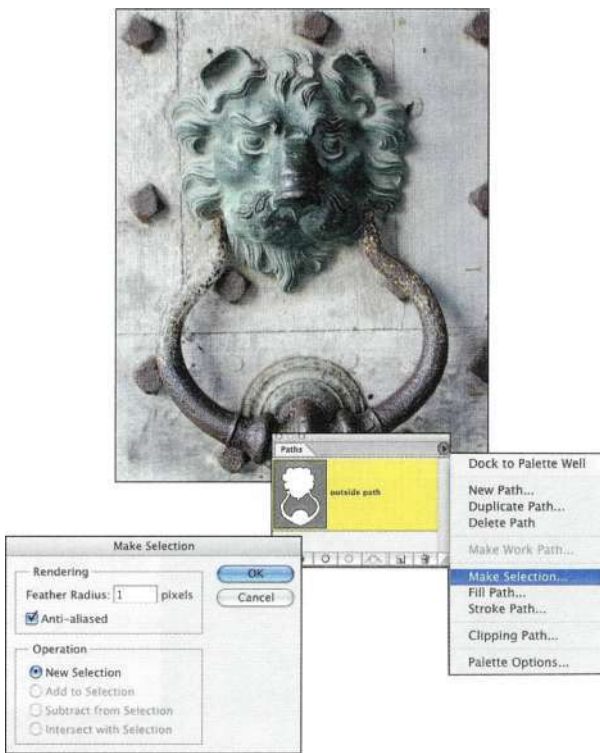 Paths
outside path
Dock to Palette Well
New Path...
Duplicate Path...
Delete Path
Make Work Path...
Make Selection...
Fill Path...
Stroke Path...
Clipping Path...
Palette Options...
Make Selection
Rendering
Feather Radius: 1 pixels
Anti-aliased
OK
Cancel
Operation
New Selection
Add to Selection
Subtract from Selection
Intersect with Selection